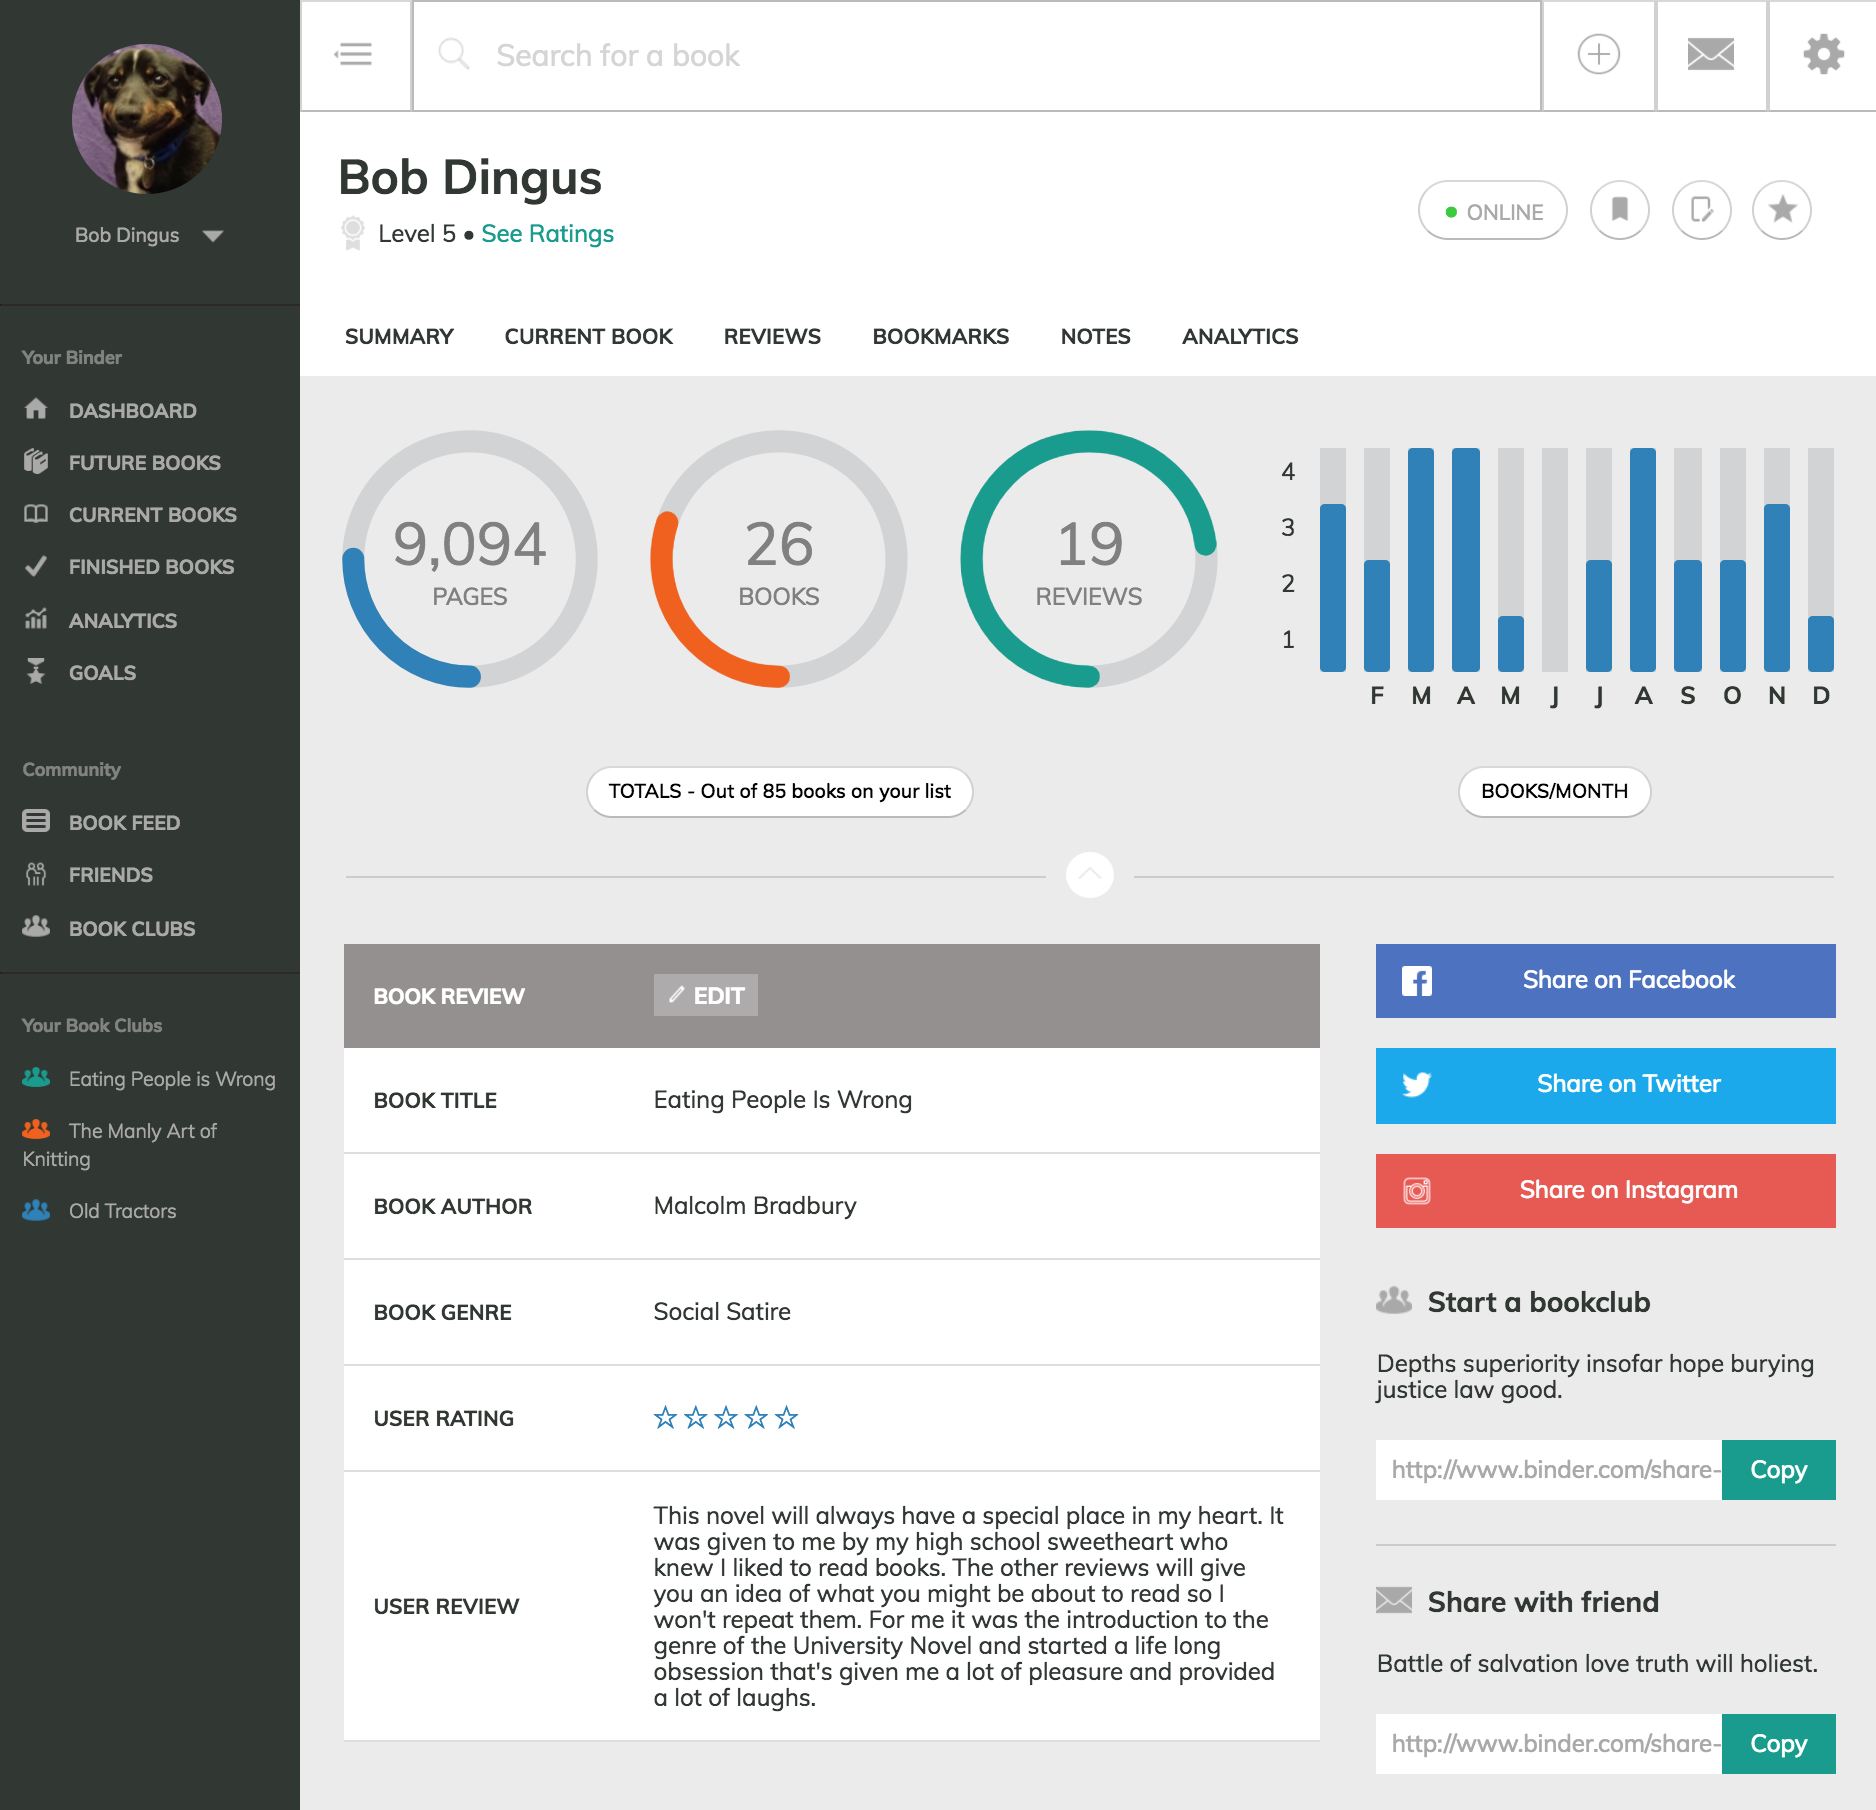 Bob Dingus
Your Binder
DASHBOARD
FUTURE BOOKS
CURRENT BOOKS
FINISHED BOOKS
ANALYTICS
GOALS
Community
BOOK FEED
FRIENDS
BOOK CLUBS
Your Book Clubs
Eating People is Wrong
The Manly Art of
Knitting
Old Tractors
Search for a book
Bob Dingus
Level 5 • See Ratings
ONLINE
SUMMARY CURRENT BOOK REVIEWS BOOKMARKS NOTES ANALYTICS
9,094
PAGES
26
BOOKS
19
REVIEWS
TOTALS - Out of 85 books on your list
4
3
2
1
F M A M J J A S O N D
BOOKS/MONTH
BOOK REVIEW EDIT
BOOK TITLE Eating People Is Wrong
BOOK AUTHOR Malcolm Bradbury
BOOK GENRE Social Satire
USER RATING
USER REVIEW
This novel will always have a special place in my heart. It
was given to me by my high school sweetheart who
knew I liked to read books. The other reviews will give
you an idea of what you might be about to read so I
won't repeat them. For me it was the introduction to the
genre of the University Novel and started a life long
obsession that's given me a lot of pleasure and provided
a lot of laughs.
Share on Facebook
Share on Twitter
Share on Instagram
Start a bookclub
Depths superiority insofar hope burying
justice law good.
http://www.binder.com/share- Copy
Share with friend
Battle of salvation love truth will holiest.
http://www.binder.com/share- Copy